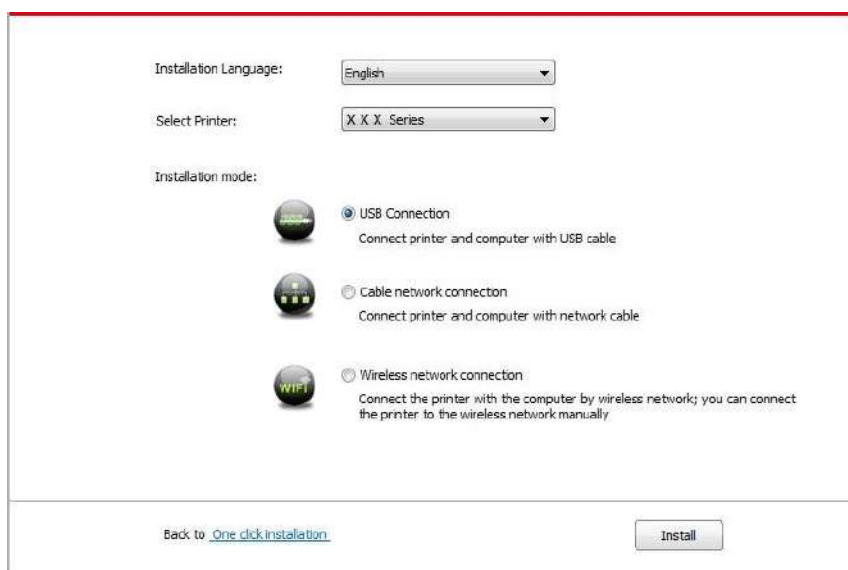 Installation Language: English
Select Printer: X X X Series
Installation mode:
USB
USB Connection
Connect printer and computer with USB cable
Cable network connection
Connect printer and computer with network cable
WIFI
Wireless network connection
Connect the printer with the computer by wireless network; you can connect
the printer to the wireless network manually
Back to One click installation
Install